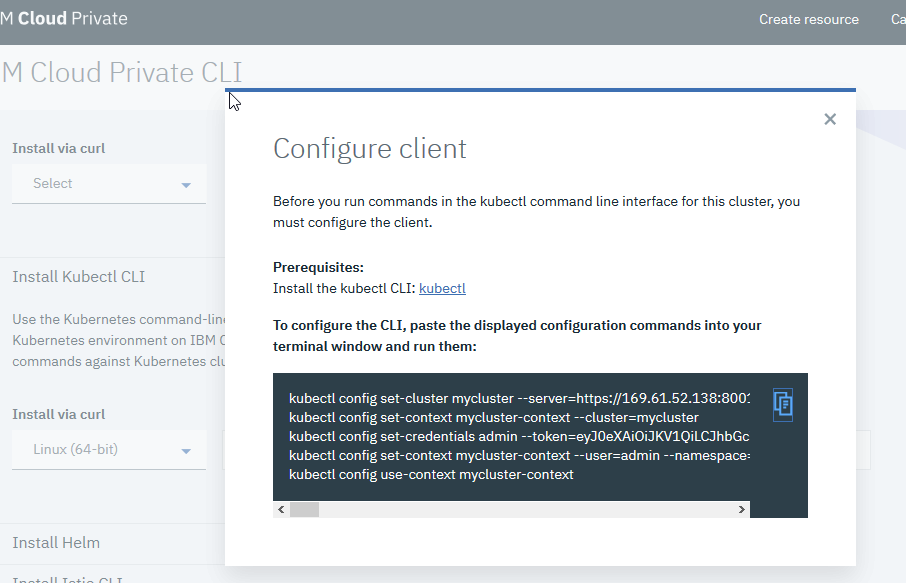 M Cloud Private
Create resource
Ca
M Cloud Private CLI
Install via curl
Select
Install Kubectl CLI
Use the Kubernetes command-line
Kubernetes environment on IBM C
commands against Kubernetes clu
Install via curl
Linux (64-bit)
Install Helm
Install Istio CLI
Configure client
Before you run commands in the kubectl command line interface for this cluster, you
must configure the client.
Prerequisites:
Install the kubectl CLI: kubectl
To configure the CLI, paste the displayed configuration commands into your
terminal window and run them:
kubectl config set-cluster mycluster --server=https://169.61.52.138:8001
kubectl config set-context mycluster-context --cluster=mycluster
kubectl config set-credentials admin --token=eyJ0eXAiOiJKV1QiLCJhbGc
kubectl config set-context mycluster-context --user=admin --namespace=
kubectl config use-context mycluster-context